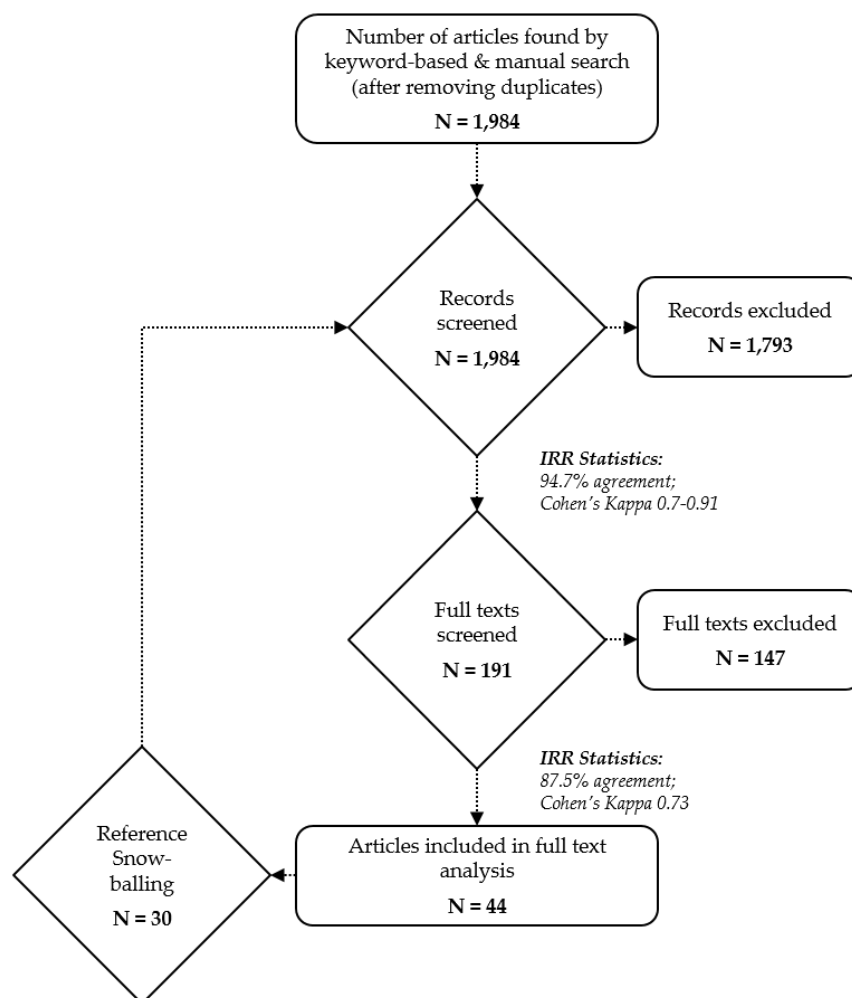 Number of articles found by
keyword-based & manual search
(after removing duplicates)
N = 1,984
Records
screened
N = 1,984
Records excluded
N = 1,793
IRR Statistics:
94.7% agreement;
Cohen's Kappa 0.7-0.91
Full texts
screened
N = 191
Full texts excluded
N = 147
IRR Statistics:
87.5% agreement;
Cohen's Kappa 0.73
Articles included in full text
analysis
N = 44
Reference
Snow-
balling
N = 30